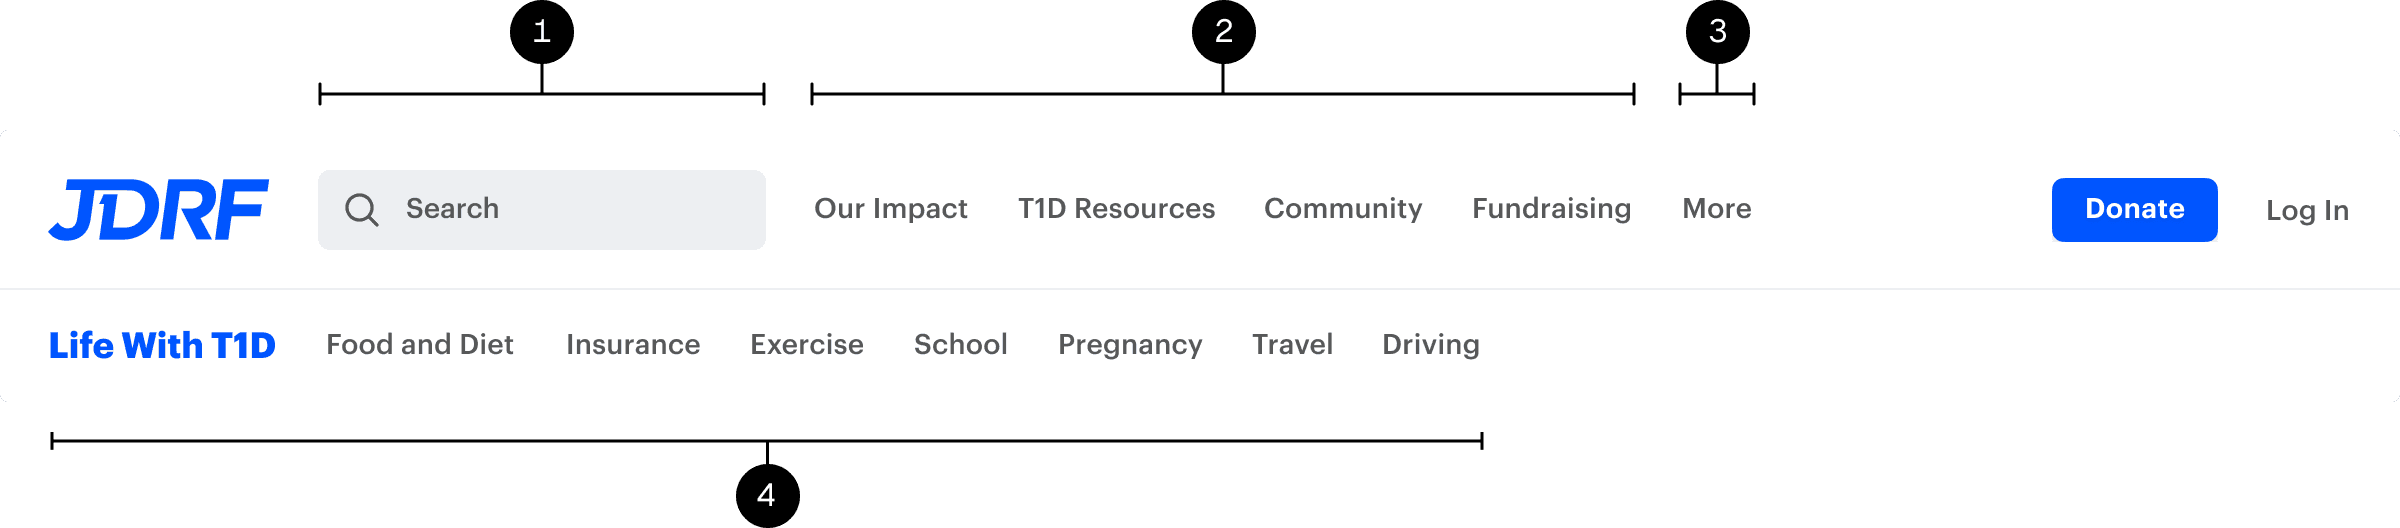 1 2 3
JDRF Search Our Impact T1D Resources Community Fundraising More Donate Log In
Life With T1D Food and Diet Insurance Exercise School Pregnancy Travel Driving
4